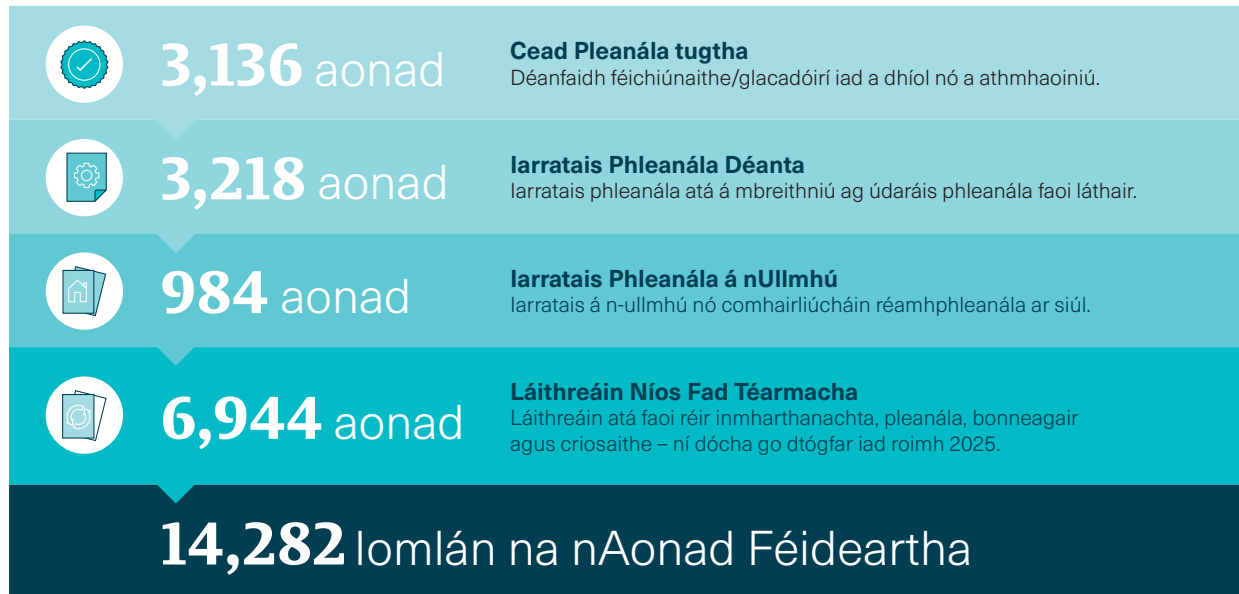 3,136 aonad
Cead Pleanála tugtha
Déanfaidh féichiúnaithe/glacadóirí iad a dhíol nó a athmhaoiniú.
3,218 aonad
Iarratais Phleanála Déanta
Iarratais phleanála atá á mbreithniú ag údaráis phleanála faoi láthair.
984 aonad
Iarratais Phleanála á nUllmhú
Iarratais á n-ullmhú nó comhairliúcháin réamhphleanála ar siúl.
6,944 aonad
Láithreáin Níos Fad Téarmacha
Láithreáin atá faoi réir inmharthanachta, pleanála, bonneagair
agus criosaithe – ní dócha go dtógfar iad roimh 2025.
14,282 Iomlán na nAonad Féideartha